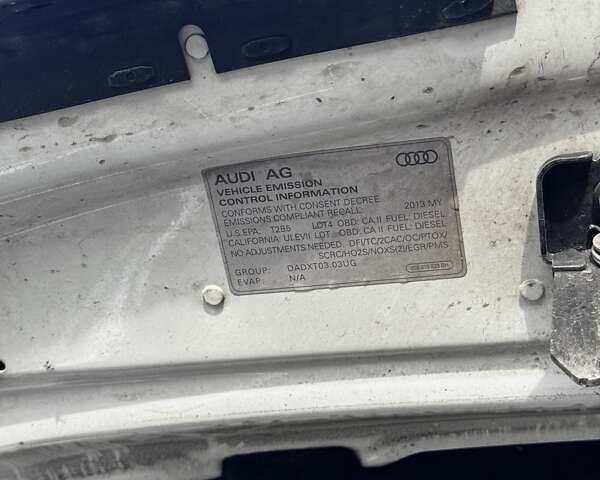 AUDI AG
VEHICLE EMISSION
CONTROL INFORMATION
CONFORMS WITH CONSENT DECREE
EMISSIONS COMPLIANT RECALL: 2013 MY
U.S.EPA: T2B5 LDT4 OBD: CA II FUEL: DIESEL
CALIFORNIA: ULEVII LDT OBD: CA II FUEL: DIESEL
NO ADJUSTMENTS NEEDED. DFI/TC/2CAC/OC/PTOX/
SCRC/HO2S/NOXS(2)/EGR/PMS
GROUP: DADXT03.03UG
EVAP: N/A